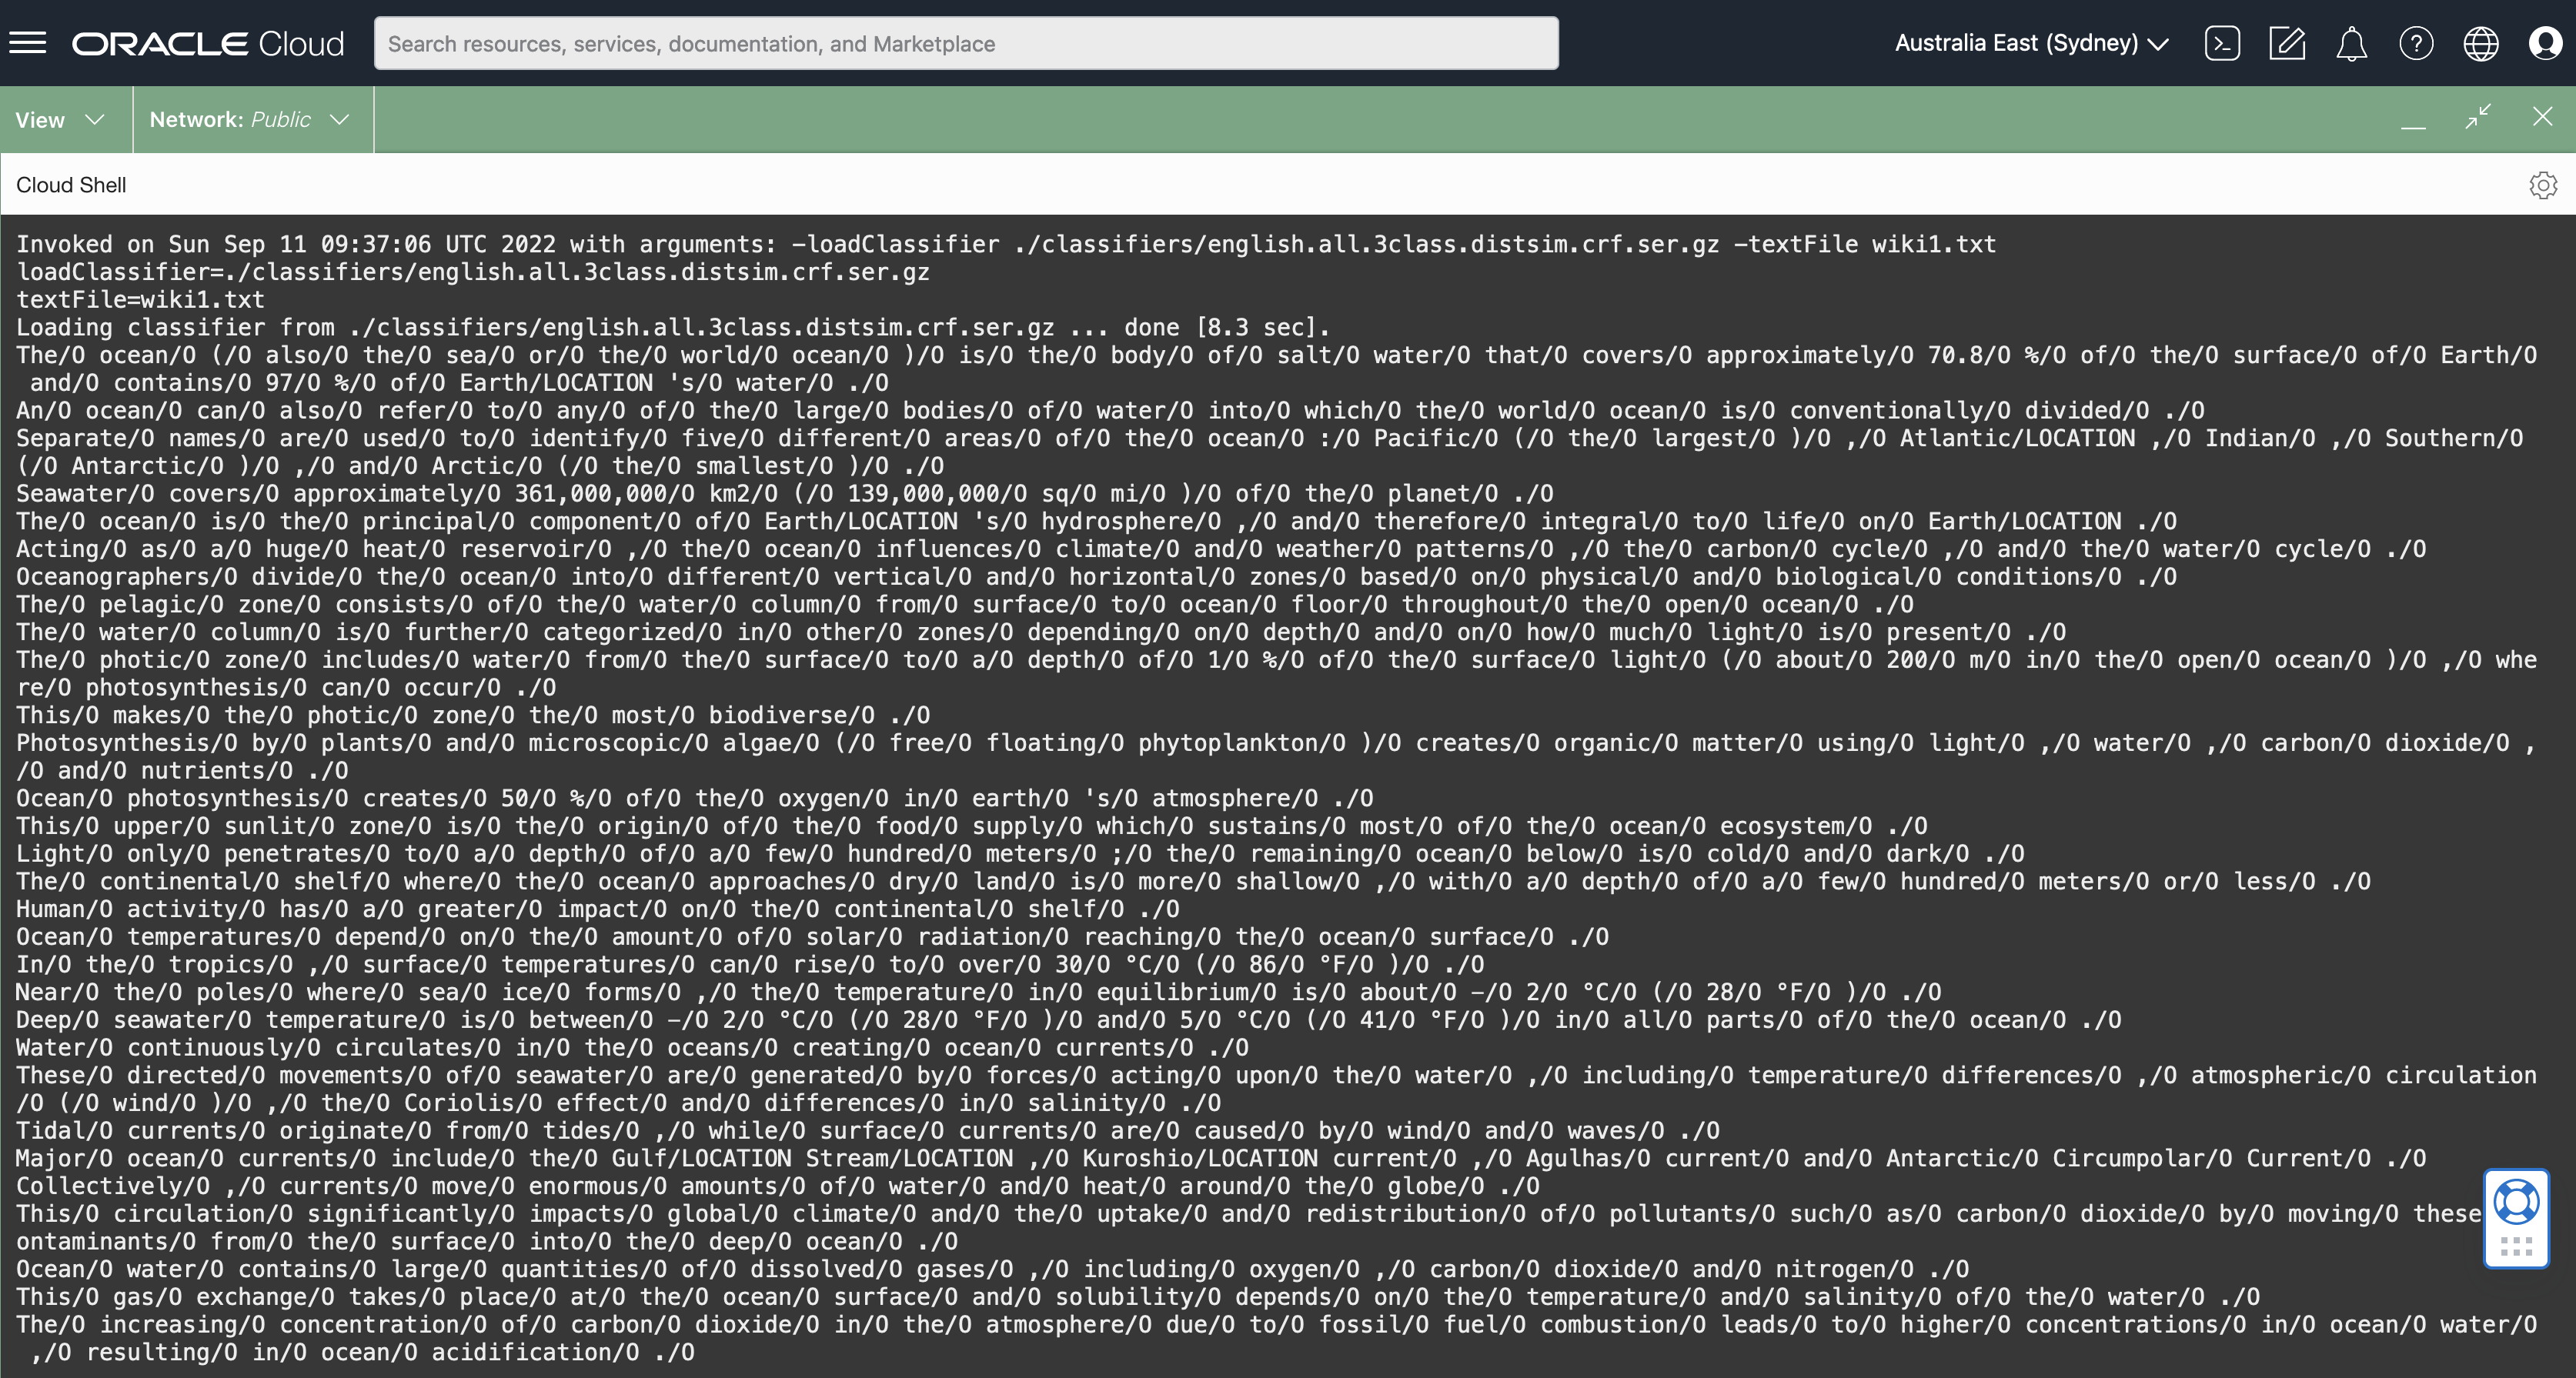 ORACLE Cloud
Search resources, services, documentation, and Marketplace
Australia East (Sydney)
View
Network: Public
Cloud Shell
Invoked on Sun Sep 11 09:37:06 UTC 2022 with arguments: -loadClassifier ./classifiers/english.all.3class.distsim.crf.ser.gz -textFile wiki1.txt
loadClassifier=./classifiers/english.all.3class.distsim.crf.ser.gz
textFile=wiki1.txt
Loading classifier from ./classifiers/english.all.3class.distsim.crf.ser.gz ... done [8.3 sec].
The/O ocean/O (/O also/O the/O sea/O or/O the/O world/O ocean/O )/O is/O the/O body/O of/O salt/O water/O that/O covers/O approximately/O 70.8/O %/O of/O the/O surface/O of/O Earth/O
and/O contains/O 97/O %/O of/O Earth/LOCATION 's/O water/O ./O
An/O ocean/O can/O also/O refer/O to/O any/O of/O the/O large/O bodies/O of/O water/O into/O which/O the/O world/O ocean/O is/O conventionally/O divided/O ./O
Separate/O names/O are/O used/O to/O identify/O five/O different/O areas/O of/O the/O ocean/O :/O Pacific/O (/O the/O largest/O )/O ,/O Atlantic/LOCATION ,/O Indian/O ,/O Southern/O
(/O Antarctic/O )/O ,/O and/O Arctic/O (/O the/O smallest/O )/O ./O
Seawater/O covers/O approximately/O 361,000,000/O km2/O (/O 139,000,000/O sq/O mi/O )/O of/O the/O planet/O ./O
The/O ocean/O is/O the/O principal/O component/O of/O Earth/LOCATION 's/O hydrosphere/O ,/O and/O therefore/O integral/O to/O life/O on/O Earth/LOCATION ./O
Acting/O as/O a/O huge/O heat/O reservoir/O ,/O the/O ocean/O influences/O climate/O and/O weather/O patterns/O ,/O the/O carbon/O cycle/O ,/O and/O the/O water/O cycle/O ./O
Oceanographers/O divide/O the/O ocean/O into/O different/O vertical/O and/O horizontal/O zones/O based/O on/O physical/O and/O biological/O conditions/O ./O
The/O pelagic/O zone/O consists/O of/O the/O water/O column/O from/O surface/O to/O ocean/O floor/O throughout/O the/O open/O ocean/O ./O
The/O water/O column/O is/O further/O categorized/O in/O other/O zones/O depending/O on/O depth/O and/O on/O how/O much/O light/O is/O present/O ./O
The/O photic/O zone/O includes/O water/O from/O the/O surface/O to/O a/O depth/O of/O 1/O %/O of/O the/O surface/O light/O (/O about/O 200/O m/O in/O the/O open/O ocean/O )/O ,/O whe
re/O photosynthesis/O can/O occur/O ./O
This/O makes/O the/O photic/O zone/O the/O most/O biodiverse/O ./O
Photosynthesis/O by/O plants/O and/O microscopic/O algae/O (/O free/O floating/O phytoplankton/O )/O creates/O organic/O matter/O using/O light/O ,/O water/O ,/O carbon/O dioxide/O ,
/O and/O nutrients/O ./O
Ocean/O photosynthesis/O creates/O 50/O %/O of/O the/O oxygen/O in/O earth/O 's/O atmosphere/O ./O
This/O upper/O sunlit/O zone/O is/O the/O origin/O of/O the/O food/O supply/O which/O sustains/O most/O of/O the/O ocean/O ecosystem/O ./O
Light/O only/O penetrates/O to/O a/O depth/O of/O a/O few/O hundred/O meters/O ;/O the/O remaining/O ocean/O below/O is/O cold/O and/O dark/O ./O
The/O continental/O shelf/O where/O the/O ocean/O approaches/O dry/O land/O is/O more/O shallow/O ,/O with/O a/O depth/O of/O a/O few/O hundred/O meters/O or/O less/O ./O
Human/O activity/O has/O a/O greater/O impact/O on/O the/O continental/O shelf/O ./O
Ocean/O temperatures/O depend/O on/O the/O amount/O of/O solar/O radiation/O reaching/O the/O ocean/O surface/O ./O
In/O the/O tropics/O ,/O surface/O temperatures/O can/O rise/O to/O over/O 30/O °C/O (/O 86/O °F/O )/O ./O
Near/O the/O poles/O where/O sea/O ice/O forms/O ,/O the/O temperature/O in/O equilibrium/O is/O about/O −/O 2/O °C/O (/O 28/O °F/O )/O ./O
Deep/O seawater/O temperature/O is/O between/O −/O 2/O °C/O (/O 28/O °F/O )/O and/O 5/O °C/O (/O 41/O °F/O )/O in/O all/O parts/O of/O the/O ocean/O ./O
Water/O continuously/O circulates/O in/O the/O oceans/O creating/O ocean/O currents/O ./O
These/O directed/O movements/O of/O seawater/O are/O generated/O by/O forces/O acting/O upon/O the/O water/O ,/O including/O temperature/O differences/O ,/O atmospheric/O circulation
/O (/O wind/O )/O ,/O the/O Coriolis/O effect/O and/O differences/O in/O salinity/O ./O
Tidal/O currents/O originate/O from/O tides/O ,/O while/O surface/O currents/O are/O caused/O by/O wind/O and/O waves/O ./O
Major/O ocean/O currents/O include/O the/O Gulf/LOCATION Stream/LOCATION ,/O Kuroshio/LOCATION current/O ,/O Agulhas/O current/O and/O Antarctic/O Circumpolar/O Current/O ./O
Collectively/O ,/O currents/O move/O enormous/O amounts/O of/O water/O and/O heat/O around/O the/O globe/O ./O
This/O circulation/O significantly/O impacts/O global/O climate/O and/O the/O uptake/O and/O redistribution/O of/O pollutants/O such/O as/O carbon/O dioxide/O by/O moving/O these
ontaminants/O from/O the/O surface/O into/O the/O deep/O ocean/O ./O
Ocean/O water/O contains/O large/O quantities/O of/O dissolved/O gases/O ,/O including/O oxygen/O ,/O carbon/O dioxide/O and/O nitrogen/O ./O
This/O gas/O exchange/O takes/O place/O at/O the/O ocean/O surface/O and/O solubility/O depends/O on/O the/O temperature/O and/O salinity/O of/O the/O water/O ./O
The/O increasing/O concentration/O of/O carbon/O dioxide/O in/O the/O atmosphere/O due/O to/O fossil/O fuel/O combustion/O leads/O to/O higher/O concentrations/O in/O ocean/O water/O
,/O resulting/O in/O ocean/O acidification/O ./O